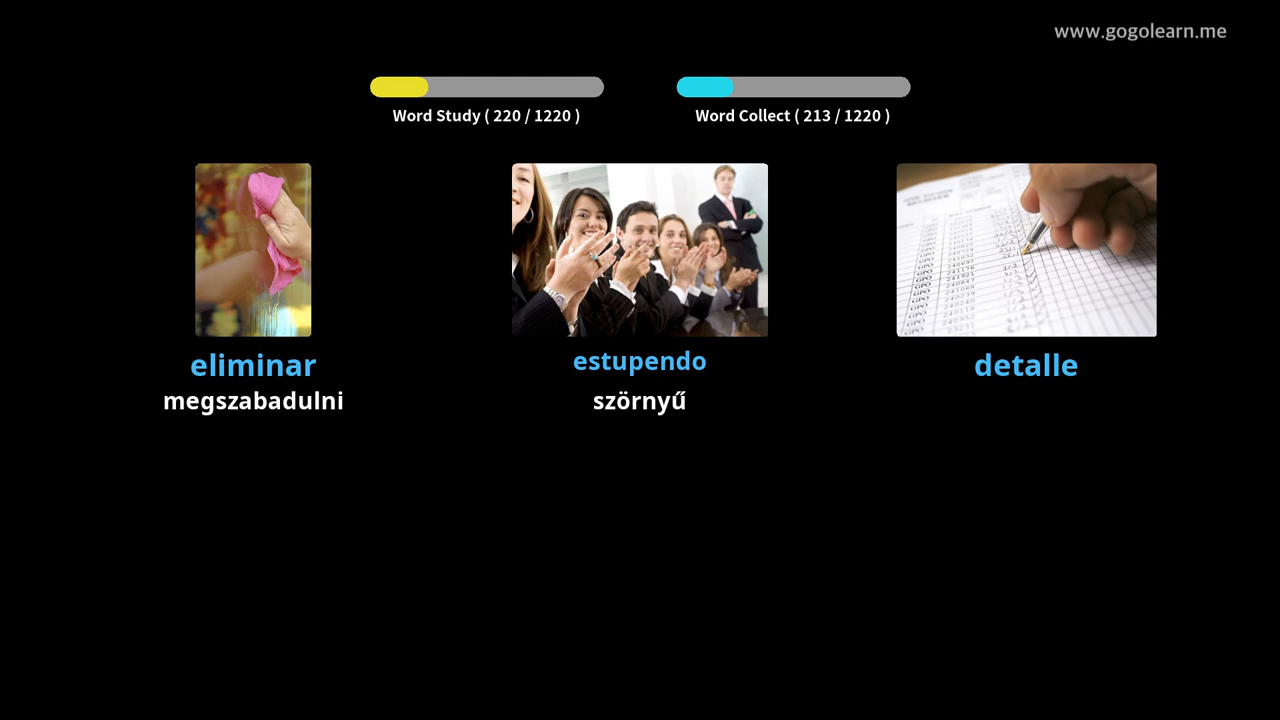 www.gogolearn.me
Word Study ( 220 / 1220 )
Word Collect ( 213 / 1220 )
eliminar
megszabadulni
estupendo
szörnyű
detalle